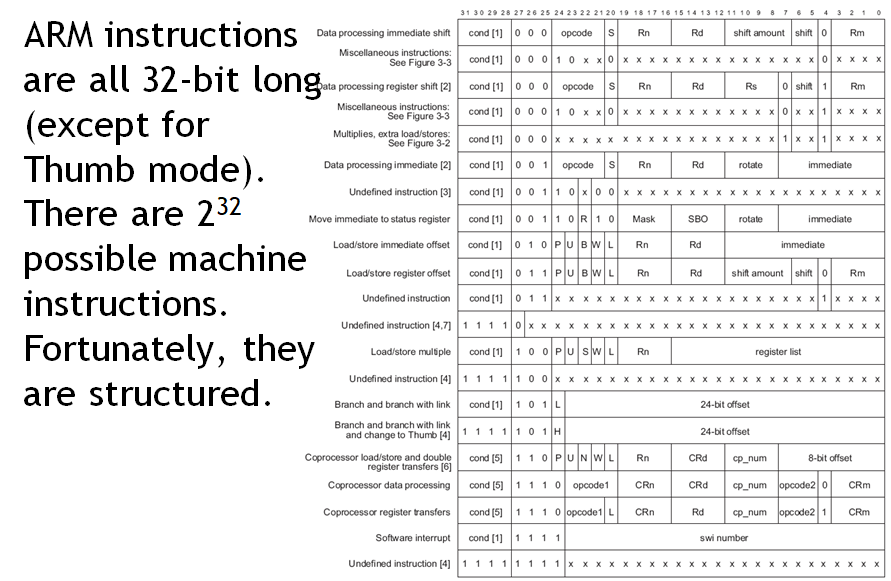 ARM instructions
are all 32-bit long
(except for
Thumb mode).
There are 2³²
possible machine
instructions.
Fortunately, they
are structured.
31 30 29 28 27 26 25 24 23 22 21 20 19 18 17 16 15 14 13 12 11 10 9 8 7 6 5 4 3 2 1 0
Data processing immediate shift cond [1] 0 0 0 opcode S Rn Rd shift amount shift 0 Rm
Miscellaneous instructions:
See Figure 3-3 cond [1] 0 0 0 1 0 x x 0 x x x x x x x x x x x x x x x 0 x x x x
Data processing register shift [2] cond [1] 0 0 0 opcode S Rn Rd Rs 0 shift 1 Rm
Miscellaneous instructions:
See Figure 3-3 cond [1] 0 0 0 1 0 x x 0 x x x x x x x x x x x x 0 x x 1 x x x x
Multiplies, extra load/stores:
See Figure 3-2 cond [1] 0 0 0 x x x x x x x x x x x x x x x x x 1 x x 1 x x x x
Data processing immediate [2] cond [1] 0 0 1 opcode S Rn Rd rotate immediate
Undefined instruction [3] cond [1] 0 0 1 1 0 x 0 0 x x x x x x x x x x x x x x x x x x x x
Move immediate to status register cond [1] 0 0 1 1 0 R 1 0 Mask SBO rotate immediate
Load/store immediate offset cond [1] 0 1 0 P U B W L Rn Rd immediate
Load/store register offset cond [1] 0 1 1 P U B W L Rn Rd shift amount shift 0 Rm
Undefined instruction cond [1] 0 1 1 x x x x x x x x x x x x x x x x x x x x 1 x x x x
Undefined instruction [4,7] 1 1 1 1 0 x x x x x x x x x x x x x x x x x x x x x x x x x x x
Load/store multiple cond [1] 1 0 0 P U S W L Rn register list
Undefined instruction [4] 1 1 1 1 1 0 0 x x x x x x x x x x x x x x x x x x x x x x x x x
Branch and branch with link cond [1] 1 0 1 L 24-bit offset
Branch and branch with link
and change to Thumb [4] 1 1 1 1 1 0 1 H 24-bit offset
Coprocessor load/store and double
register transfers [6] cond [5] 1 1 0 P U N W L Rn CRd cp_num 8-bit offset
Coprocessor data processing cond [5] 1 1 1 0 opcode1 CRn CRd cp_num opcode2 0 CRm
Coprocessor register transfers cond [5] 1 1 1 0 opcode1 L CRn Rd cp_num opcode2 1 CRm
Software interrupt cond [1] 1 1 1 1 swi number
Undefined instruction [4] 1 1 1 1 1 1 1 1 x x x x x x x x x x x x x x x x x x x x x x x x